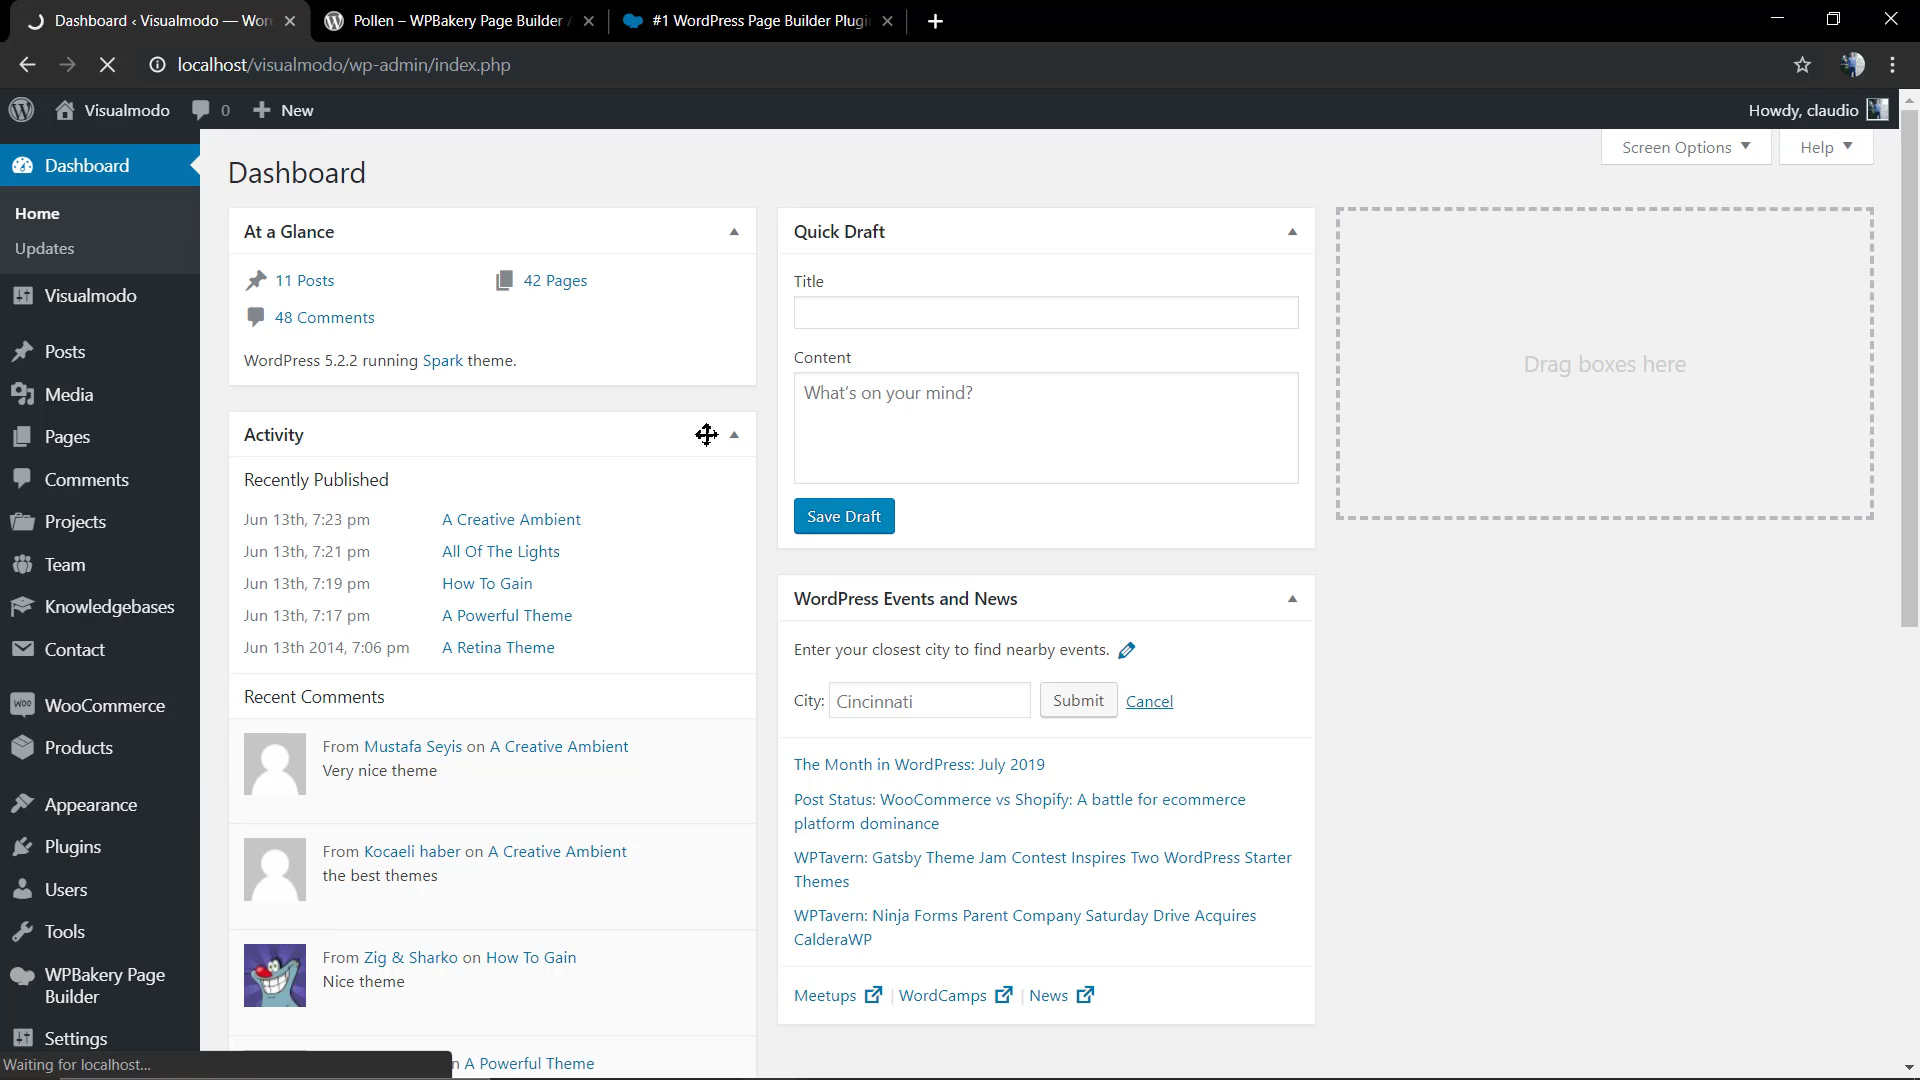 Dashboard ‹ Visualmodo — Wor
Pollen – WPBakery Page Builder
#1 WordPress Page Builder Plugi
localhost/visualmodo/wp-admin/index.php
Visualmodo
0
New
Howdy, claudio
Dashboard
Home
Updates
Visualmodo
Posts
Media
Pages
Comments
Projects
Team
Knowledgebases
Contact
WooCommerce
Products
Appearance
Plugins
Users
Tools
WPBakery Page
Builder
Settings
Waiting for localhost...
Screen Options
Help
Dashboard
At a Glance
11 Posts
42 Pages
48 Comments
WordPress 5.2.2 running Spark theme.
Activity
Recently Published
Jun 13th, 7:23 pm A Creative Ambient
Jun 13th, 7:21 pm All Of The Lights
Jun 13th, 7:19 pm How To Gain
Jun 13th, 7:17 pm A Powerful Theme
Jun 13th 2014, 7:06 pm A Retina Theme
Recent Comments
From Mustafa Seyis on A Creative Ambient
Very nice theme
From Kocaeli haber on A Creative Ambient
the best themes
From Zig & Sharko on How To Gain
Nice theme
n A Powerful Theme
Quick Draft
Title
Content
What's on your mind?
Save Draft
WordPress Events and News
Enter your closest city to find nearby events.
City: Cincinnati Submit Cancel
The Month in WordPress: July 2019
Post Status: WooCommerce vs Shopify: A battle for ecommerce
platform dominance
WPTavern: Gatsby Theme Jam Contest Inspires Two WordPress Starter
Themes
WPTavern: Ninja Forms Parent Company Saturday Drive Acquires
CalderaWP
Meetups | WordCamps | News
Drag boxes here